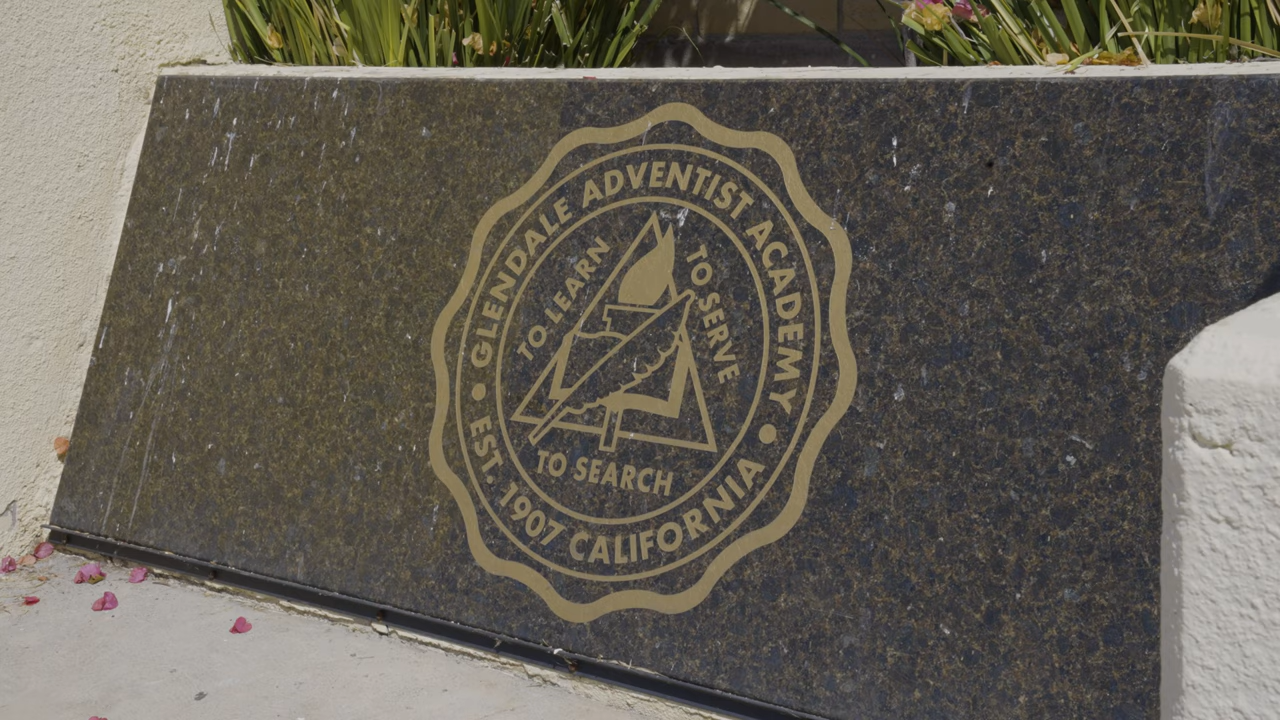 GLENDALE ADVENTIST ACADEMY
TO LEARN
TO SERVE
TO SEARCH
EST. 1907 CALIFORNIA